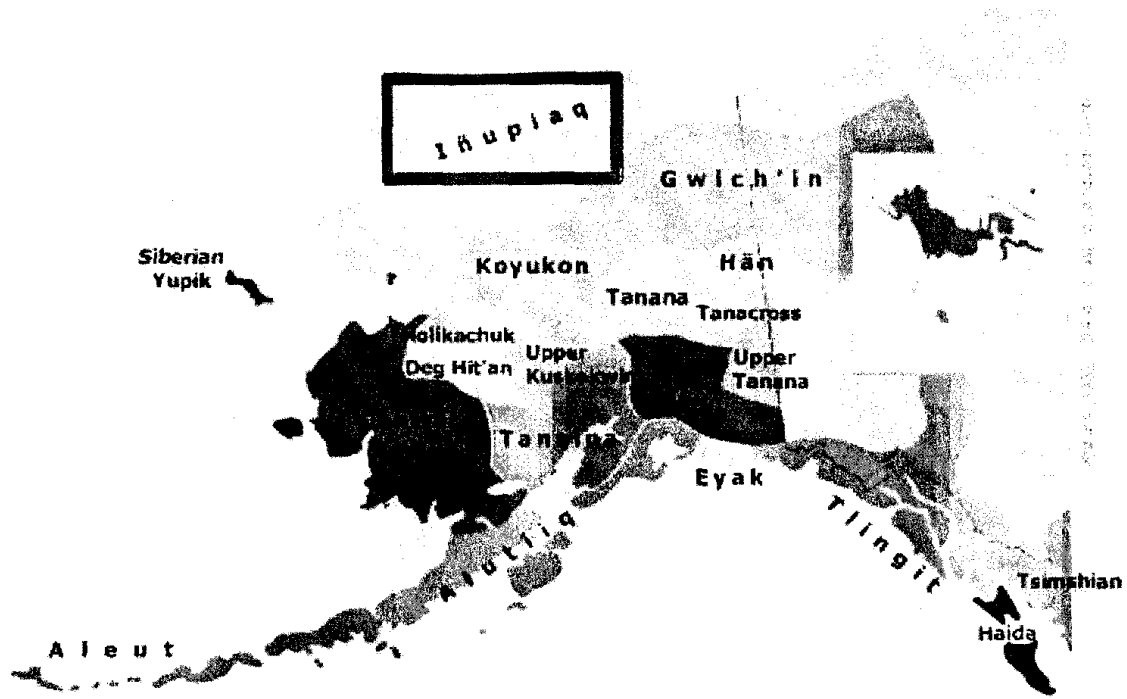 Iñupiaq
Gwich'in
Siberian
Yupik
Koyukon
Hän
Tanana
Tanacross
Holikachuk
Deg Hit'an
Upper
Upper
Tanana
Tanaina
Eyak
Alutiiq
Tlingit
Tsimshian
Haida
Aleut